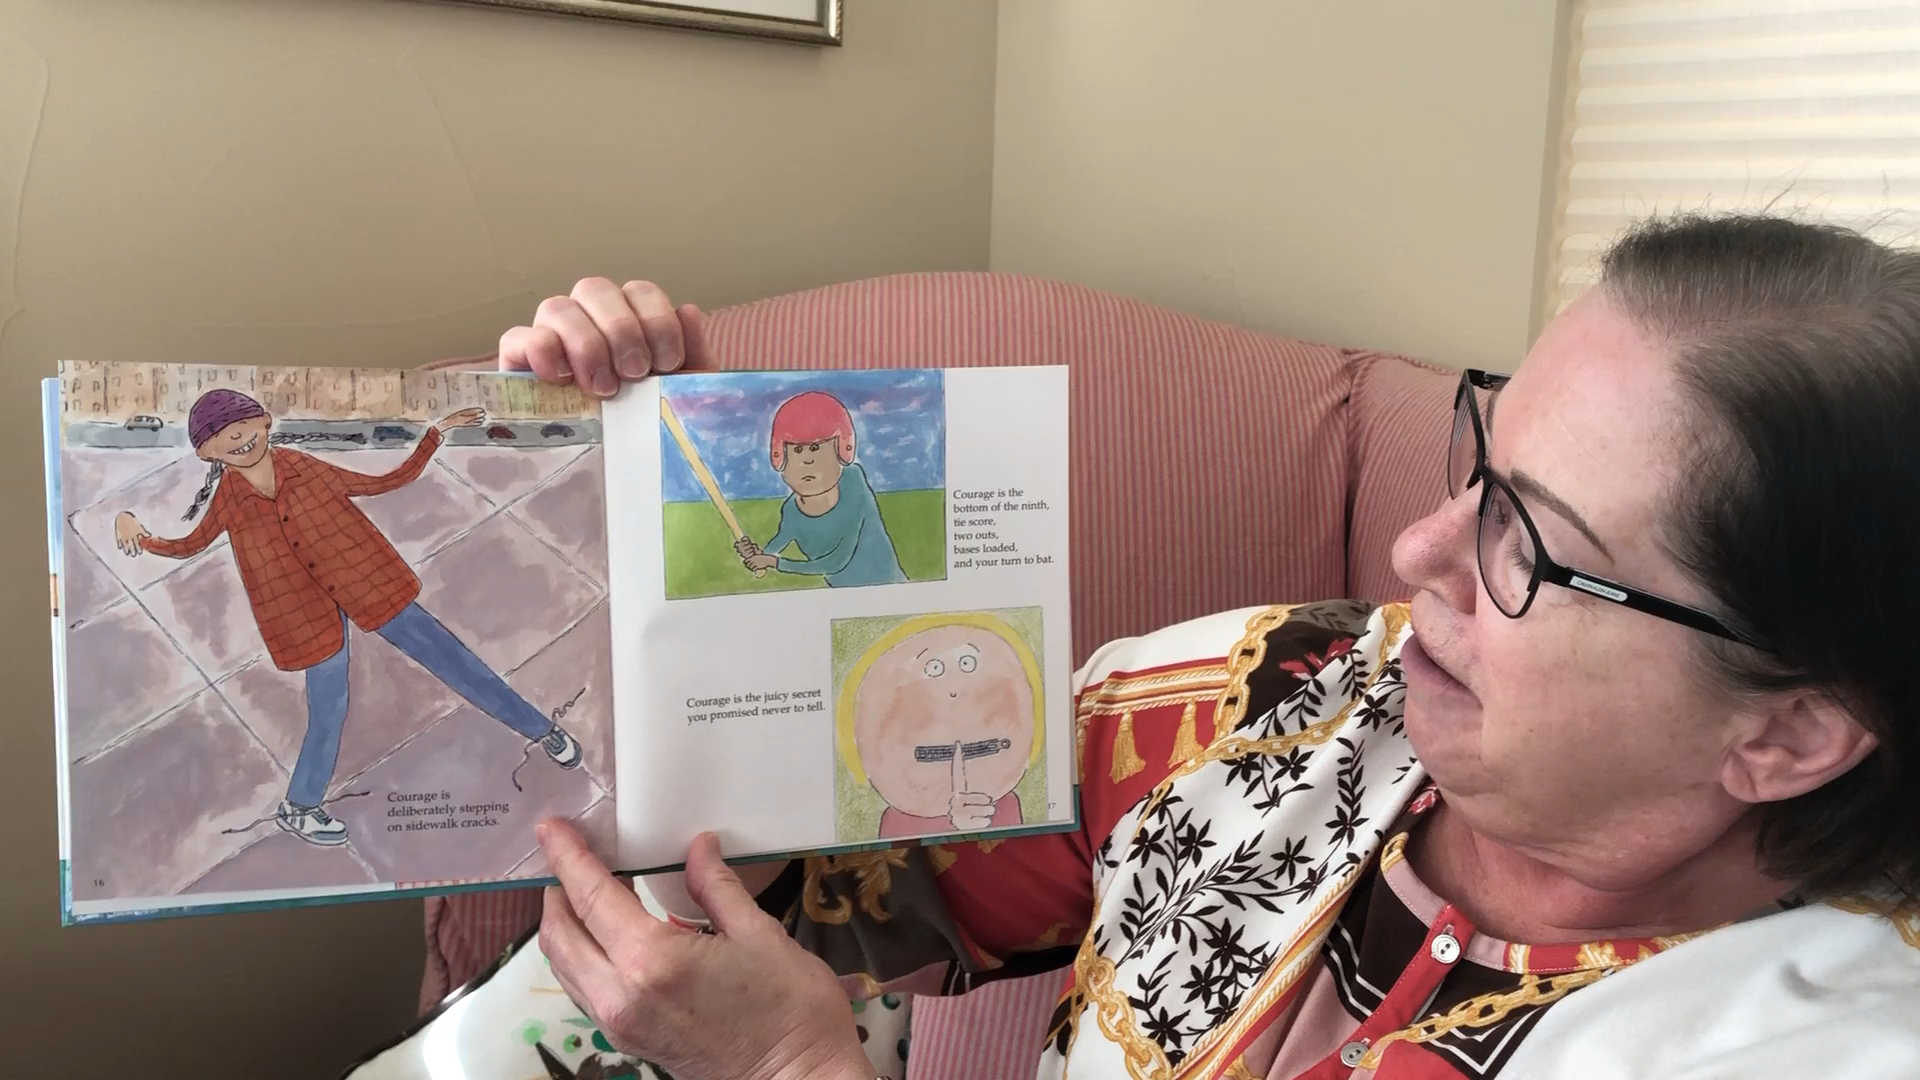 Courage is
deliberately stepping
on sidewalk cracks.
16
Courage is the
bottom of the ninth,
tie score,
two outs,
bases loaded,
and your turn to bat.
Courage is the juicy secret
you promised never to tell.
17